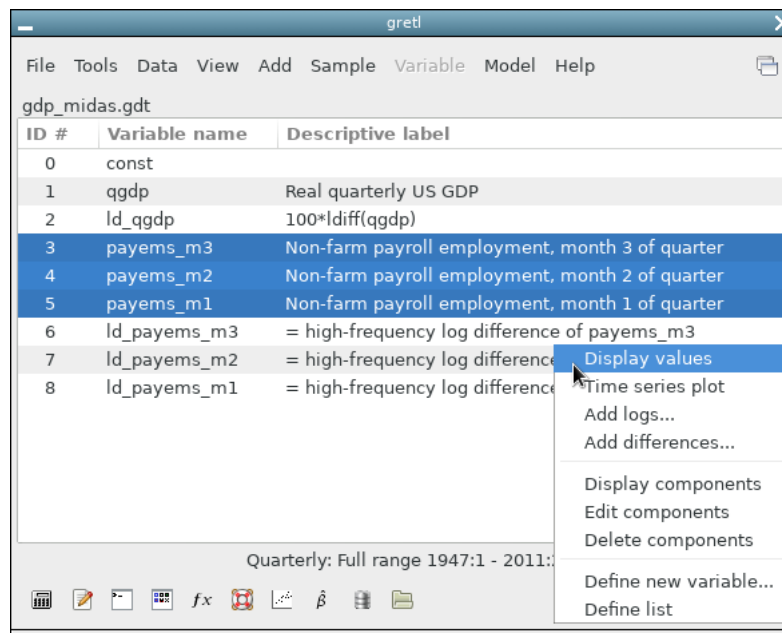 gretl
File Tools Data View Add Sample Variable Model Help
gdp_midas.gdt
ID # Variable name Descriptive label
0 const
1 qgdp Real quarterly US GDP
2 ld_qgdp 100*ldiff(qgdp)
3 payems_m3 Non-farm payroll employment, month 3 of quarter
4 payems_m2 Non-farm payroll employment, month 2 of quarter
5 payems_m1 Non-farm payroll employment, month 1 of quarter
6 ld_payems_m3 = high-frequency log difference of payems_m3
7 ld_payems_m2 = high-frequency log difference
8 ld_payems_m1 = high-frequency log difference
Display values
Time series plot
Add logs...
Add differences...
Display components
Edit components
Delete components
Define new variable...
Define list
Quarterly: Full range 1947:1 - 2011:
fx
β̂